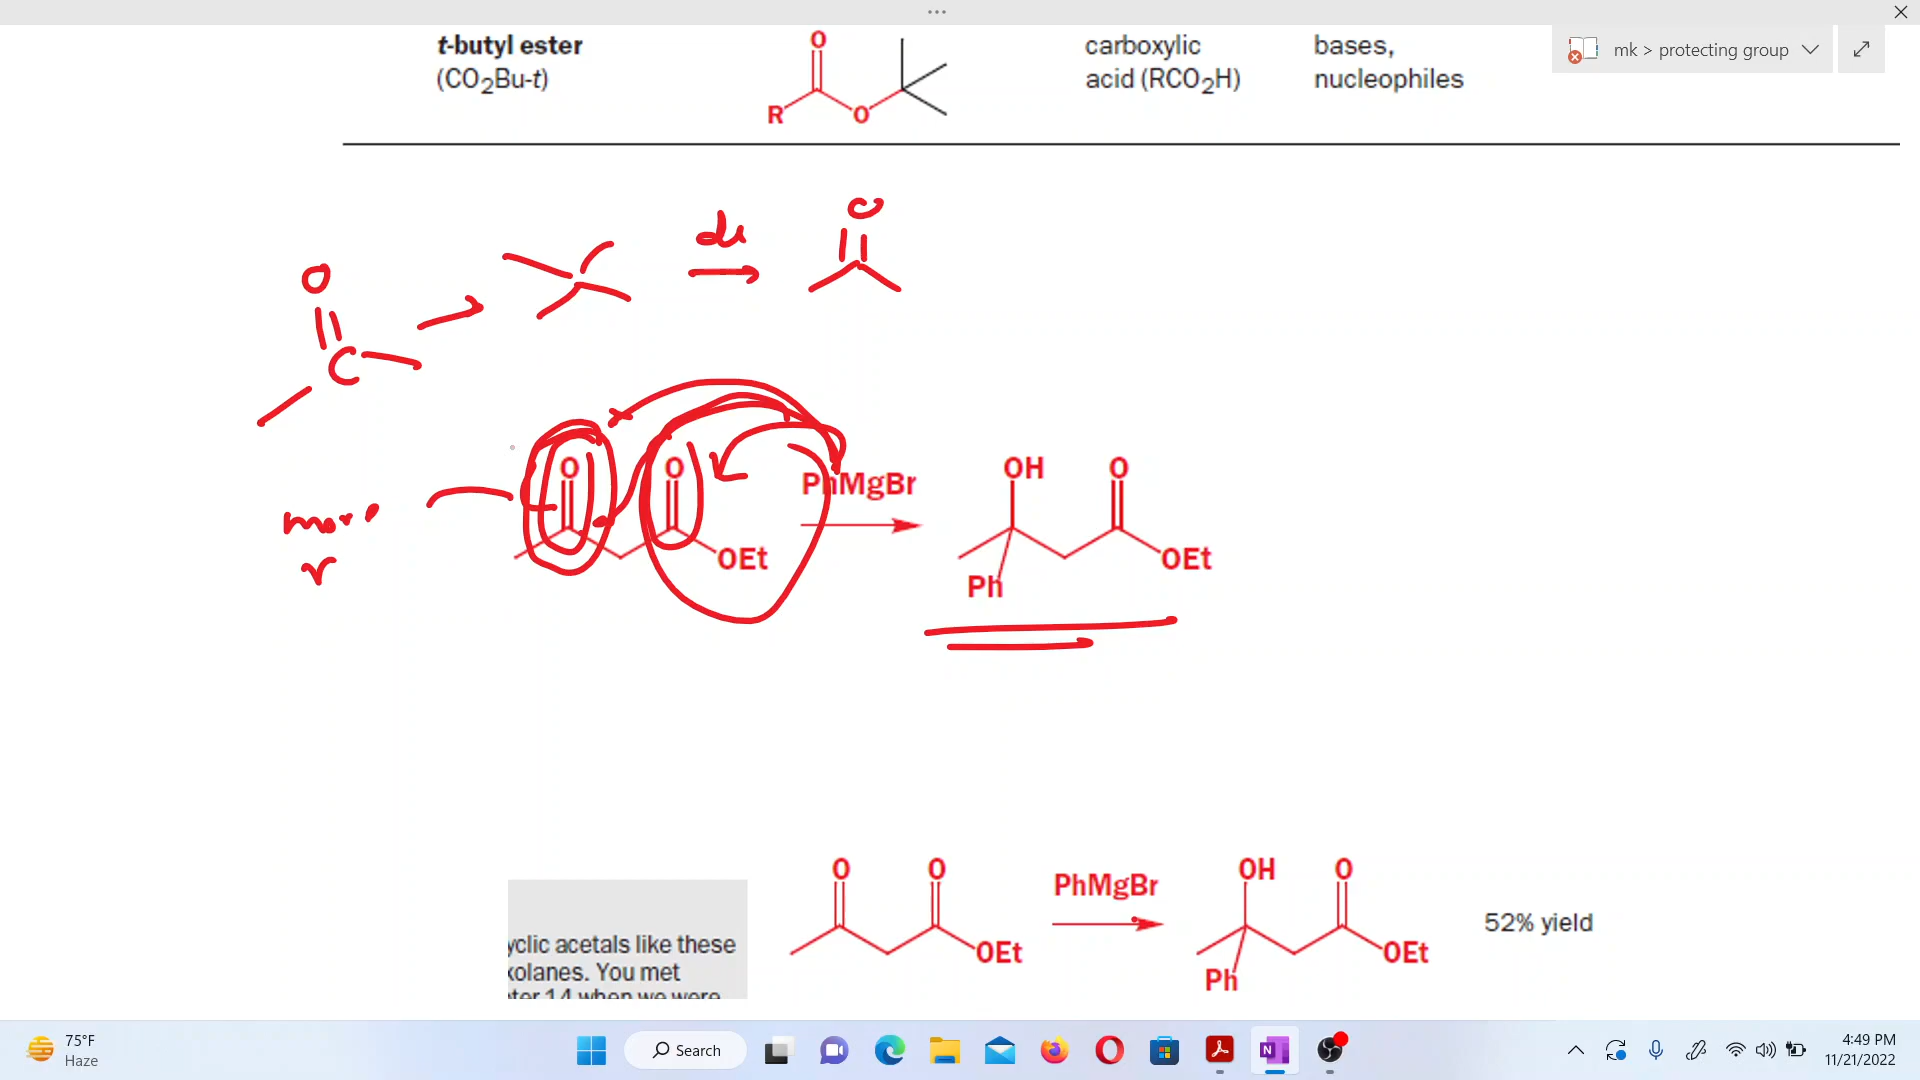 mk > protecting group
t-butyl ester
(CO2Bu-t)
O
R
O
carboxylic
acid (RCO2H)
bases,
nucleophiles
O
C
O
O
O
OEt
PhMgBr
OH
O
Ph
OEt
O
O
OEt
PhMgBr
OH
O
Ph
OEt
52% yield
yclic acetals like these
xolanes. You met
75°F
Haze
Search
4:49 PM
11/21/2022